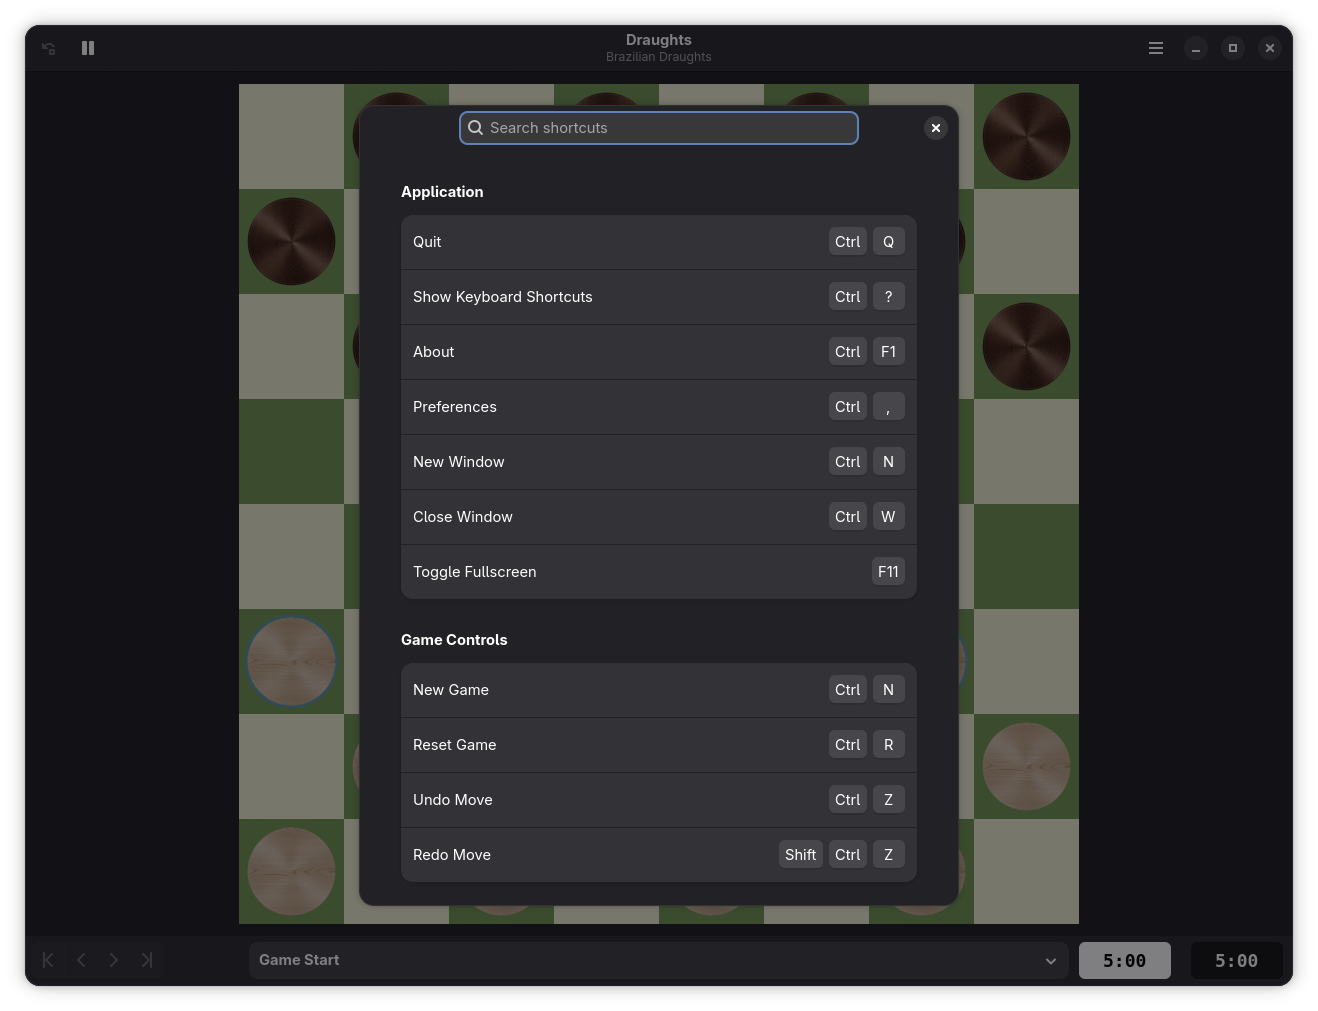 Draughts
Brazilian Draughts
Search shortcuts
Application
Quit Ctrl Q
Show Keyboard Shortcuts Ctrl ?
About Ctrl F1
Preferences Ctrl ,
New Window Ctrl N
Close Window Ctrl W
Toggle Fullscreen F11
Game Controls
New Game Ctrl N
Reset Game Ctrl R
Undo Move Ctrl Z
Redo Move Shift Ctrl Z
Game Start 5:00 5:00